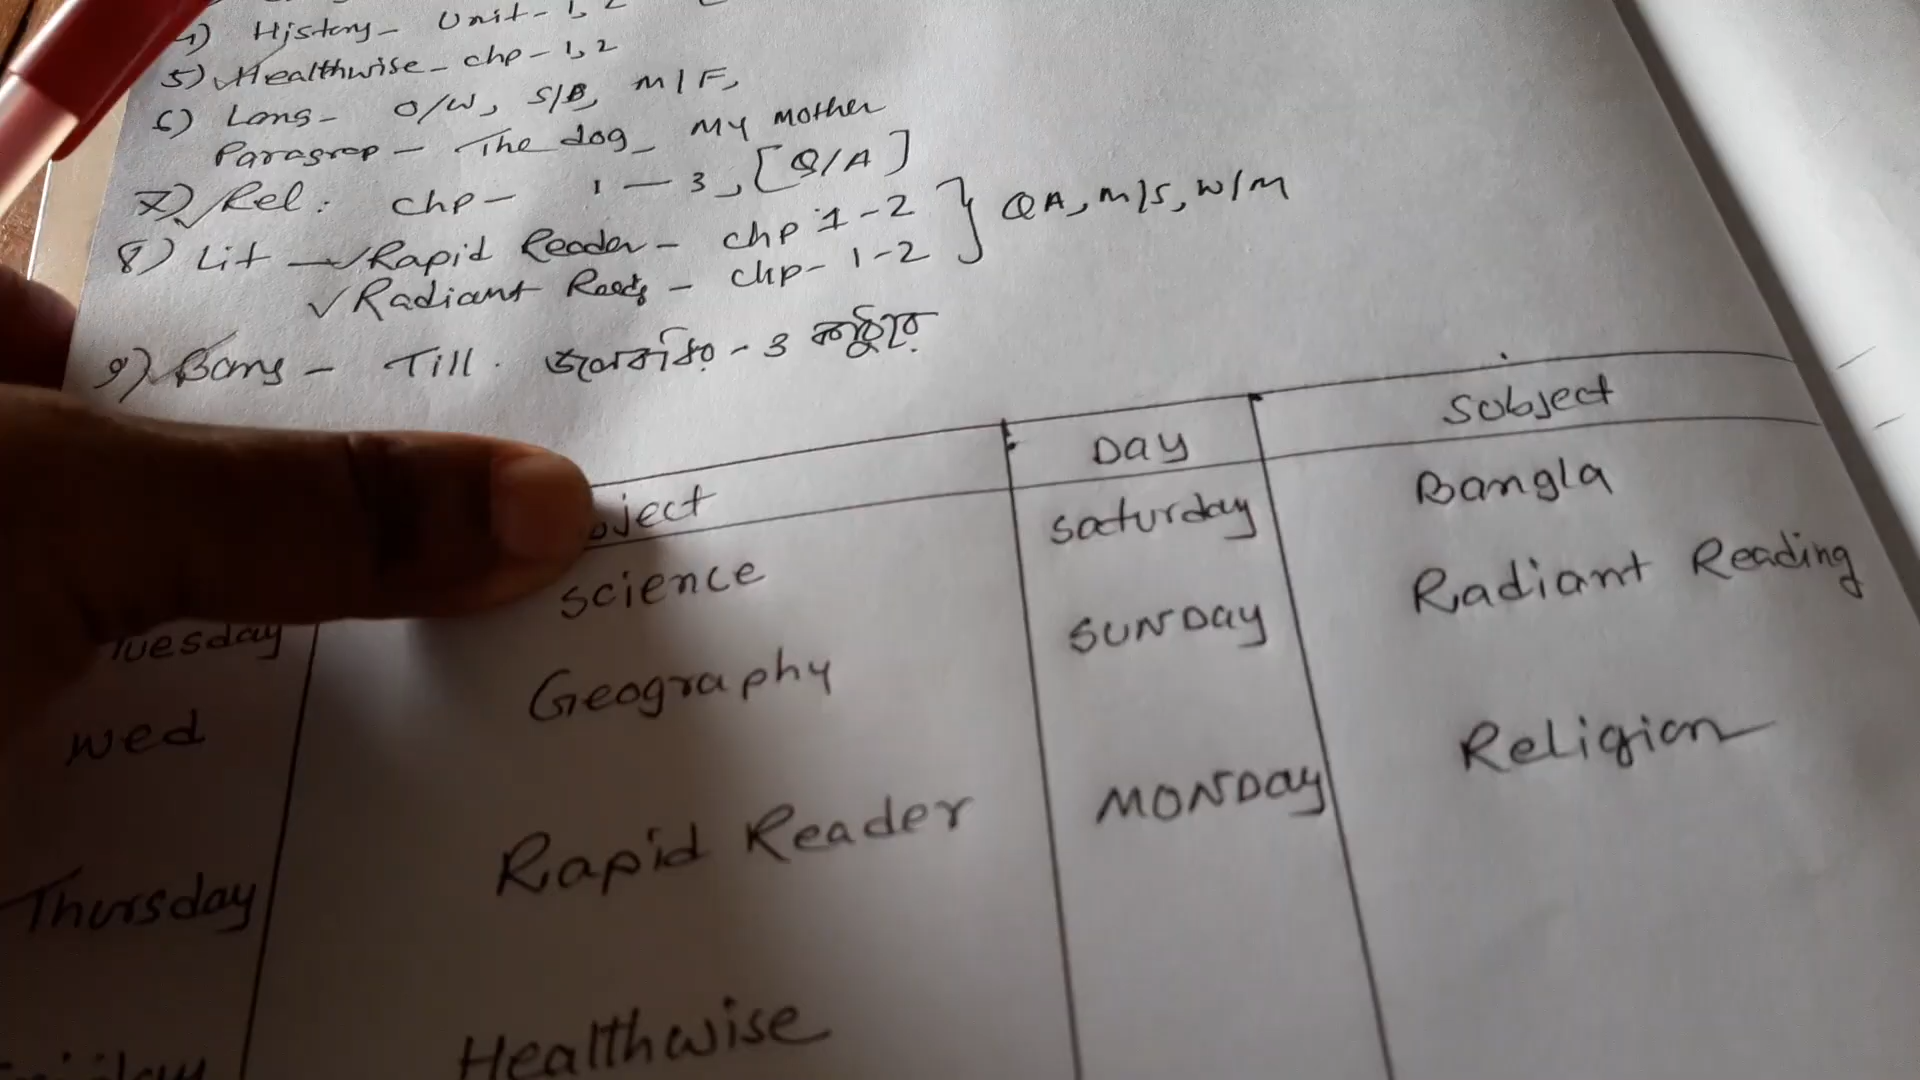 4) History - Unit - 1, 2
5) Healthwise - chp - 1, 2
6) Lang - O/W, S/B, M/F,
Paragrap - The dog - My mother
7) Rel: chp - 1 - 3, [Q/A]
8) Lit - Rapid Reader - chp 1-2 } QA, M/S, W/M
Radiant Reads - chp - 1-2
9) Bang - Till.
ject Day Subject
Science Saturday Bangla
Tuesday Geography Sunday Radiant Reading
Wed Rapid Reader Monday Religion
Thursday Healthwise